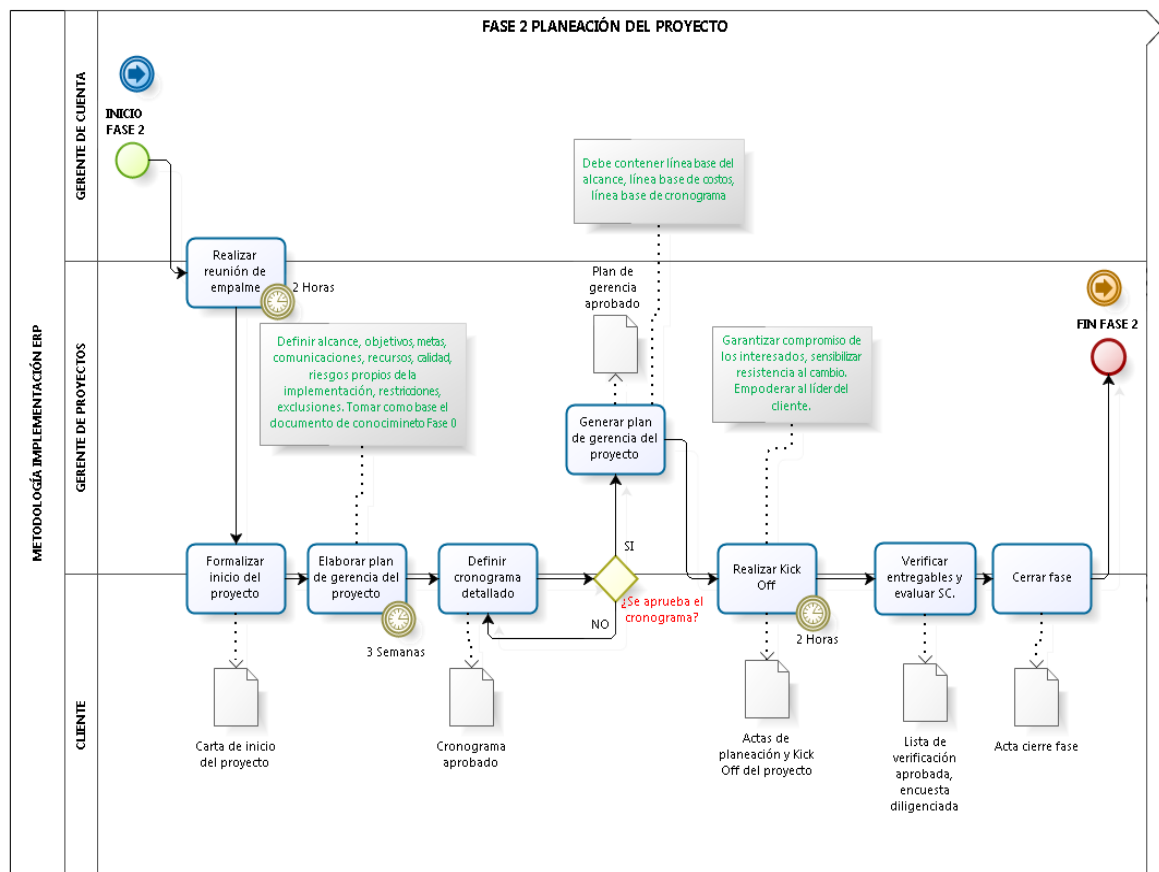 FASE 2 PLANEACIÓN DEL PROYECTO
METODOLOGÍA IMPLEMENTACIÓN ERP
GERENTE DE CUENTA
GERENTE DE PROYECTOS
CLIENTE
INICIO
FASE 2
Realizar
reunión de
empalme
2 Horas
Debe contener línea base del
alcance, línea base de costos,
línea base de cronograma
Plan de
gerencia
aprobado
Definir alcance, objetivos, metas,
comunicaciones, recursos, calidad,
riesgos propios de la
implementación, restricciones,
exclusiones. Tomar como base el
documento de conocimineto Fase 0
Garantizar compromiso de
los interesados, sensibilizar
resistencia al cambio.
Empoderar al líder del
cliente.
FIN FASE 2
Generar plan
de gerencia del
proyecto
Formalizar
inicio del
proyecto
Elaborar plan
de gerencia del
proyecto
3 Semanas
Definir
cronograma
detallado
SI
¿Se aprueba el
cronograma?
NO
Realizar Kick
Off
2 Horas
Verificar
entregables y
evaluar SC.
Cerrar fase
Carta de inicio
del proyecto
Cronograma
aprobado
Actas de
planeación y Kick
Off del proyecto
Lista de
verificación
aprobada,
encuesta
diligenciada
Acta cierre fase